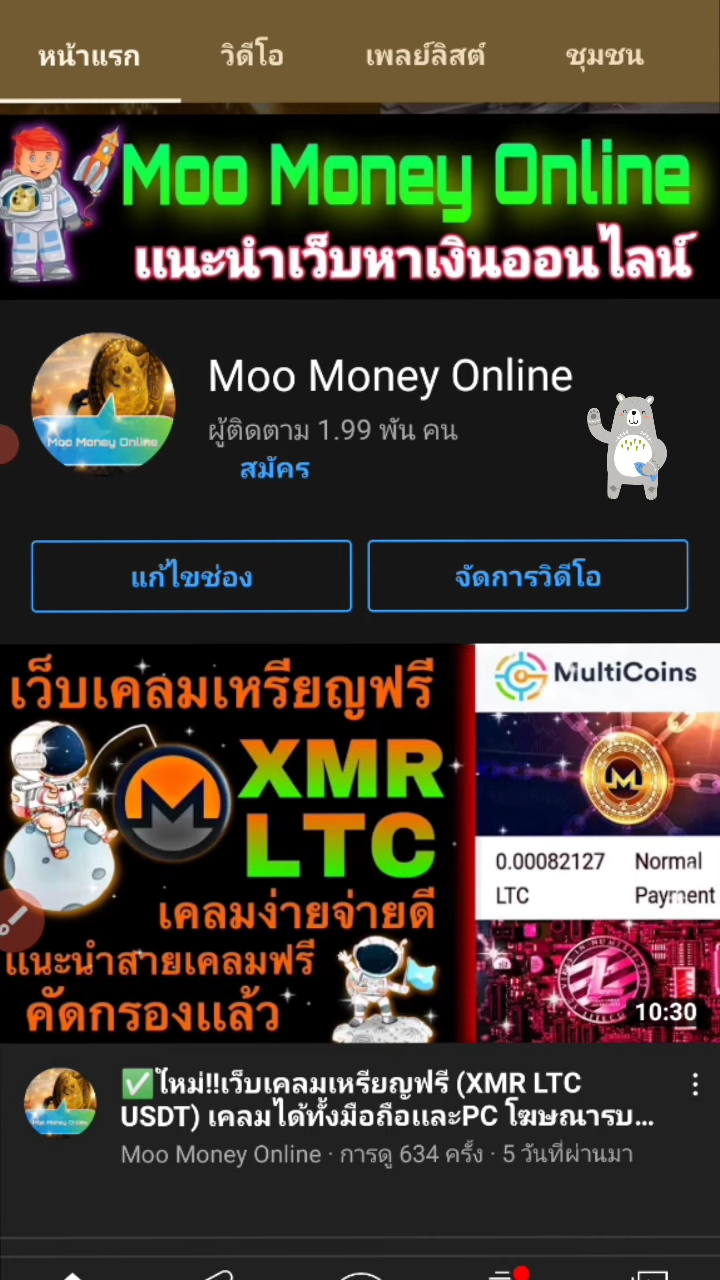 หน้าแรก วิดีโอ เพลย์ลิสต์ ชุมชน
Moo Money Online
แนะนำเว็บหาเงินออนไลน์
Moo Money Online
Moo Money Online
ผู้ติดตาม 1.99 พัน คน
สมัคร
แก้ไขช่อง จัดการวิดีโอ
เว็บเคลมเหรียญฟรี
XMR
LTC
เคลมง่ายจ่ายดี
แนะนำสายเคลมฟรี
คัดกรองแล้ว
MultiCoins
0.00082127 Normal
LTC Payment
10:30
✅ใหม่!!เว็บเคลมเหรียญฟรี (XMR LTC
USDT) เคลมได้ทั้งมือถือและPC โฆษณารบ...
Moo Money Online · การดู 634 ครั้ง · 5 วันที่ผ่านมา